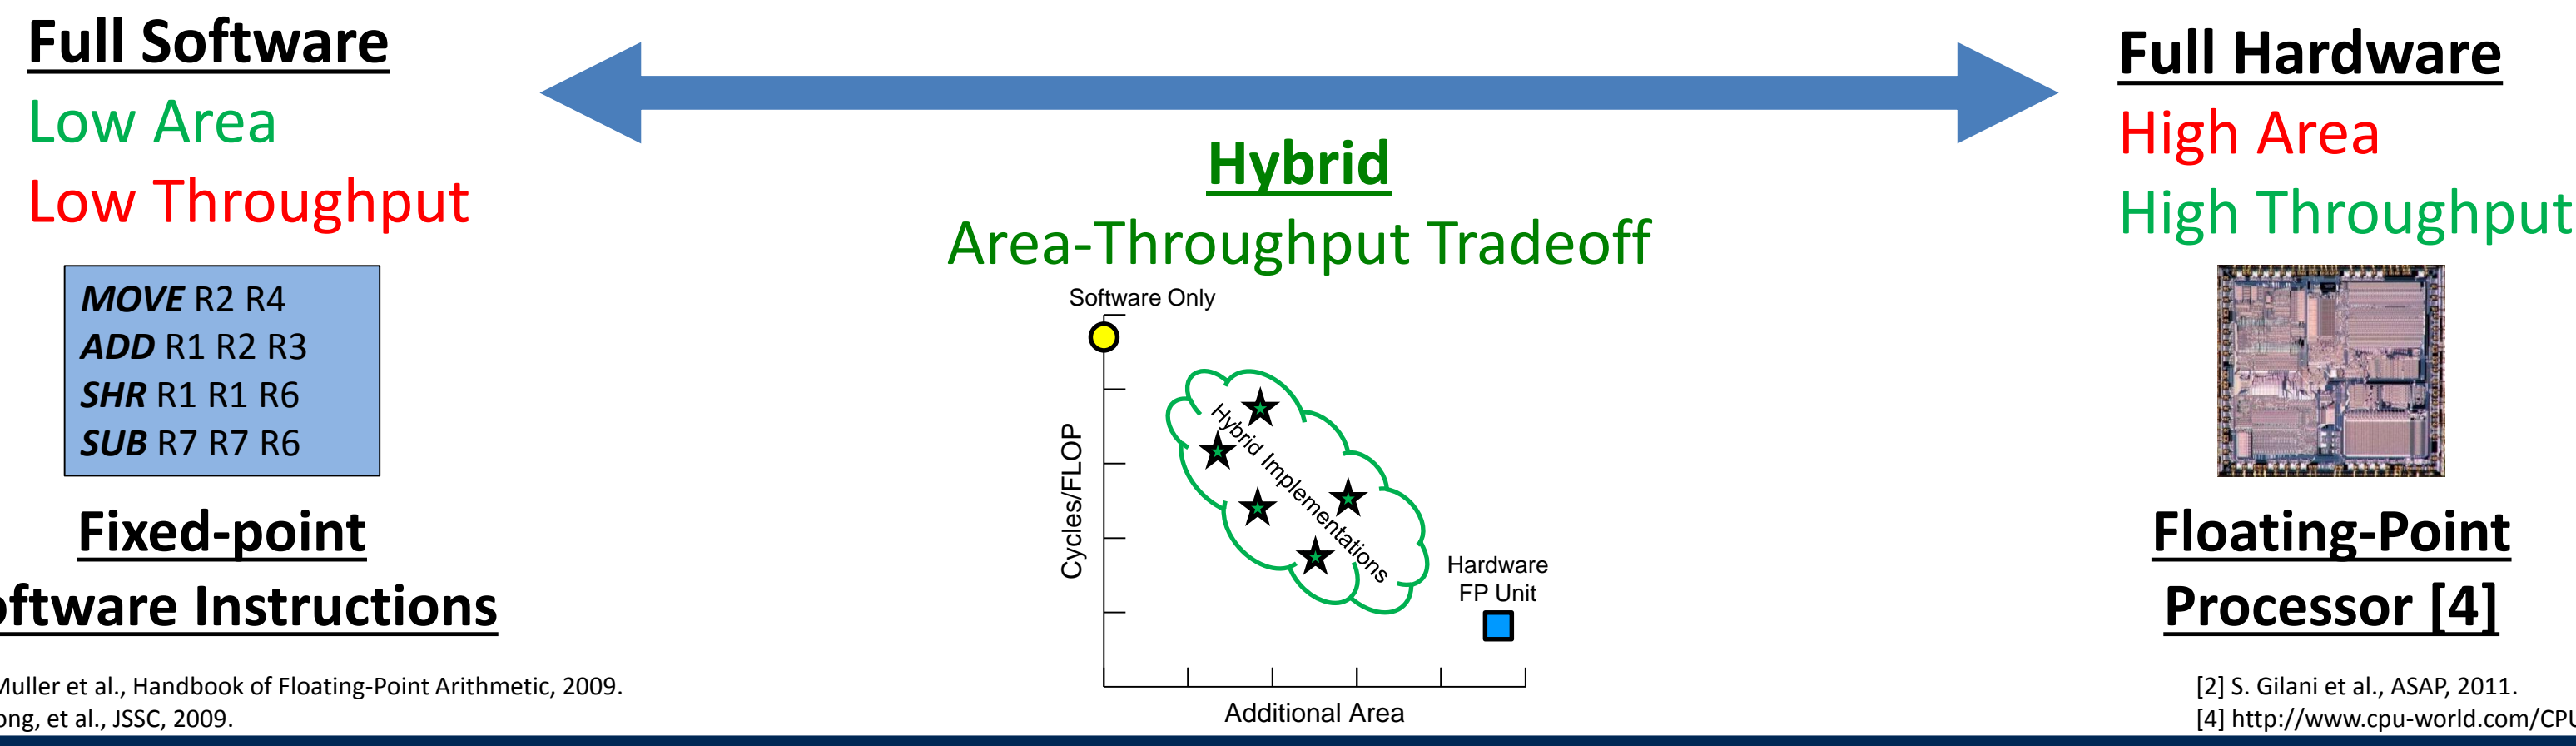 Full Software
Low Area
Low Throughput
MOVE R2 R4
ADD R1 R2 R3
SHR R1 R1 R6
SUB R7 R7 R6
Fixed-point
oftware Instructions
Hybrid
Area-Throughput Tradeoff
Software Only
Cycles/FLOP
Hybrid Implementations
Hardware
FP Unit
Additional Area
Full Hardware
High Area
High Throughput
Floating-Point
Processor [4]
Muller et al., Handbook of Floating-Point Arithmetic, 2009.
ong, et al., JSSC, 2009.
[2] S. Gilani et al., ASAP, 2011.
[4] http://www.cpu-world.com/CPU